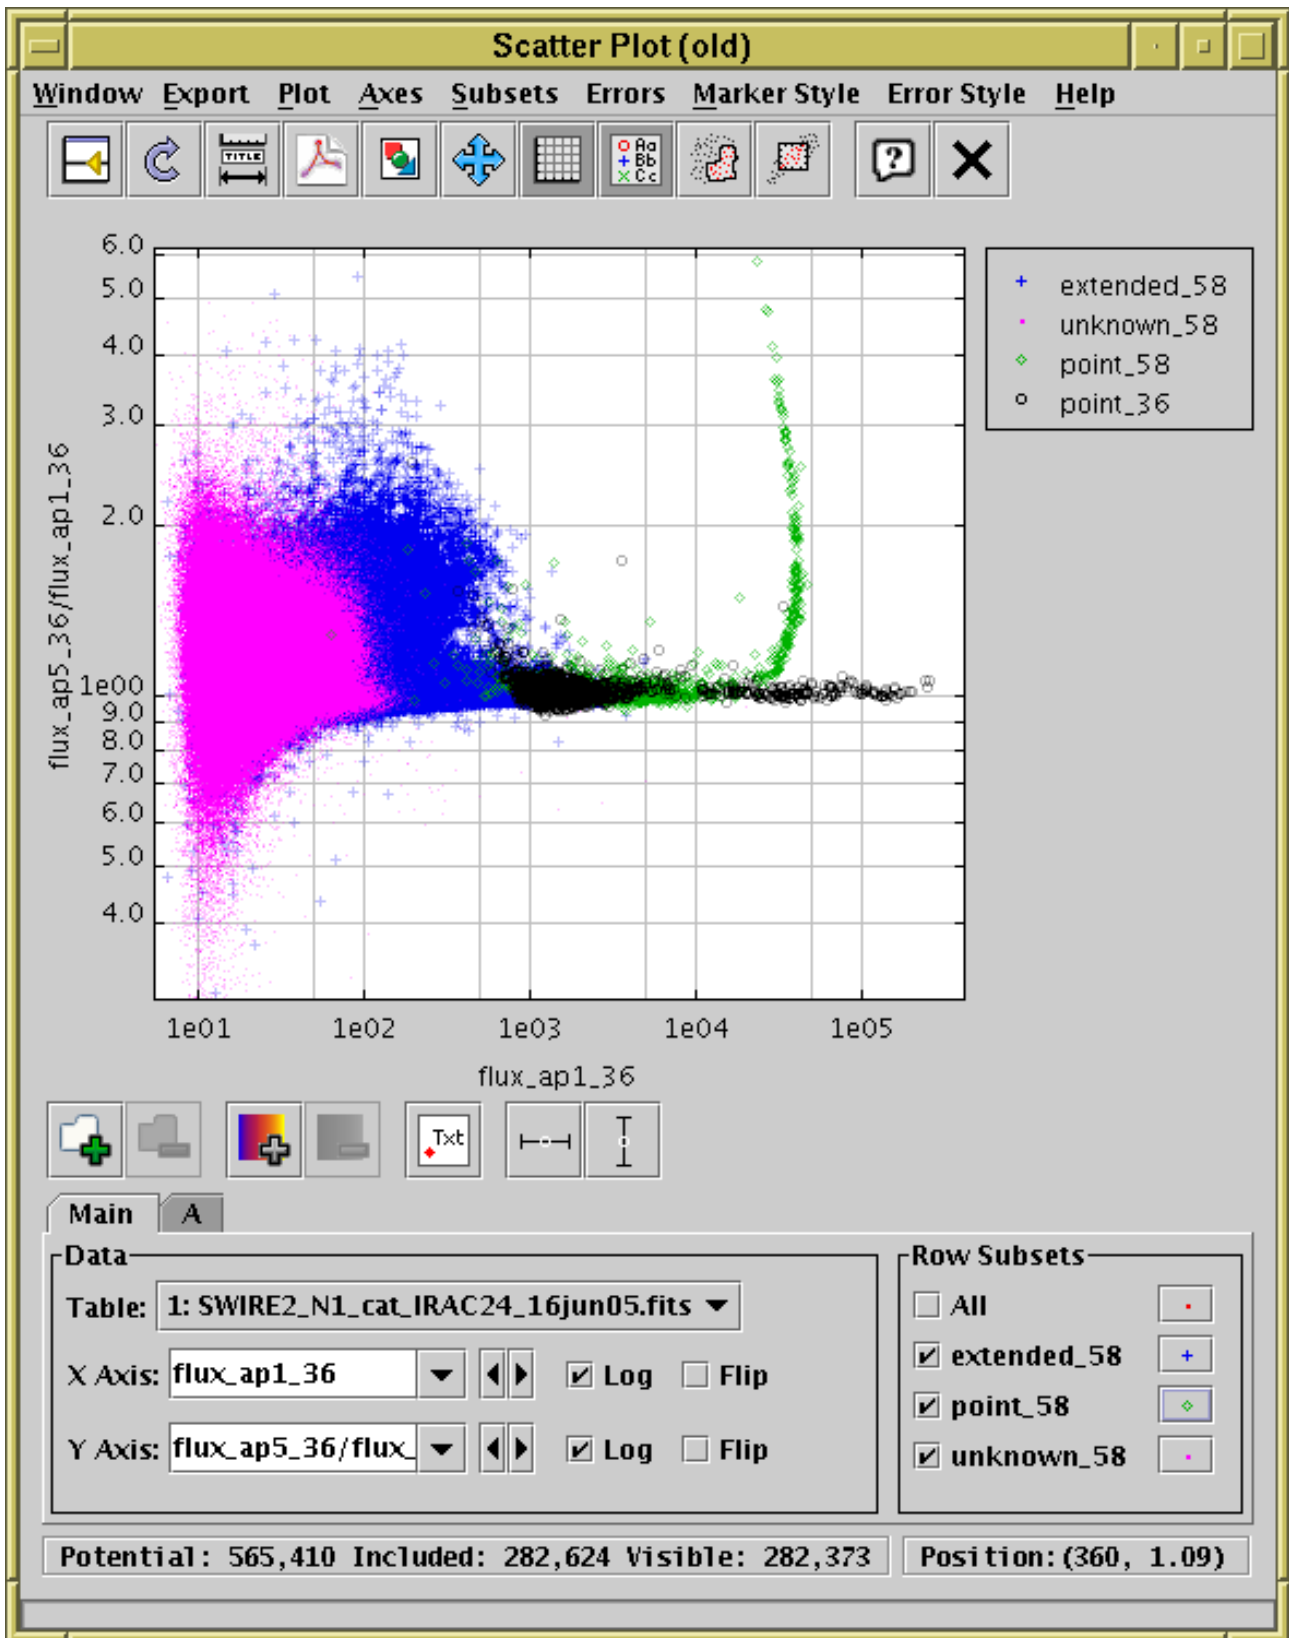 Scatter Plot (old)
Window Export Plot Axes Subsets Errors Marker Style Error Style Help
TITLE
Aa
Bb
Cc
?
6.0
5.0
4.0
3.0
2.0
1e00
9.0
8.0
7.0
6.0
5.0
4.0
flux_ap5_36/flux_ap1_36
1e01 1e02 1e03 1e04 1e05
flux_ap1_36
extended_58
unknown_58
point_58
point_36
Txt
Main A
Data
Table: 1: SWIRE2_N1_cat_IRAC24_16jun05.fits
X Axis: flux_ap1_36 Log Flip
Y Axis: flux_ap5_36/flux_ Log Flip
Row Subsets
All
extended_58
point_58
unknown_58
Potential: 565,410 Included: 282,624 Visible: 282,373 Position:(360, 1.09)